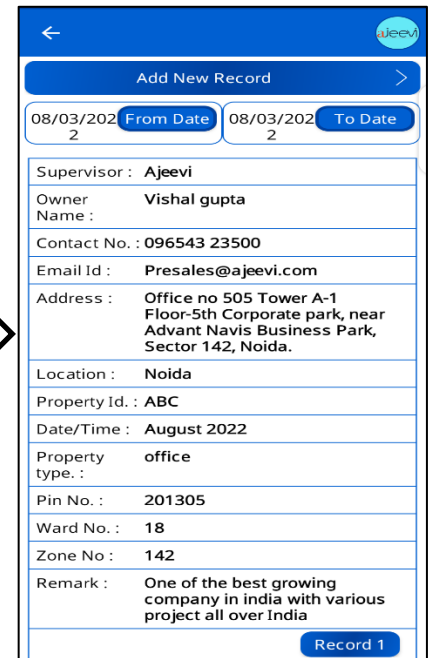 ajeevi
Add New Record
08/03/202
2
From Date
08/03/202
2
To Date
Supervisor : Ajeevi
Owner
Name :
Vishal gupta
Contact No. : 096543 23500
Email Id : Presales@ajeevi.com
Address : Office no 505 Tower A-1
Floor-5th Corporate park, near
Advant Navis Business Park,
Sector 142, Noida.
Location : Noida
Property Id. : ABC
Date/Time : August 2022
Property
type. :
office
Pin No. : 201305
Ward No. : 18
Zone No : 142
Remark : One of the best growing
company in india with various
project all over India
Record 1